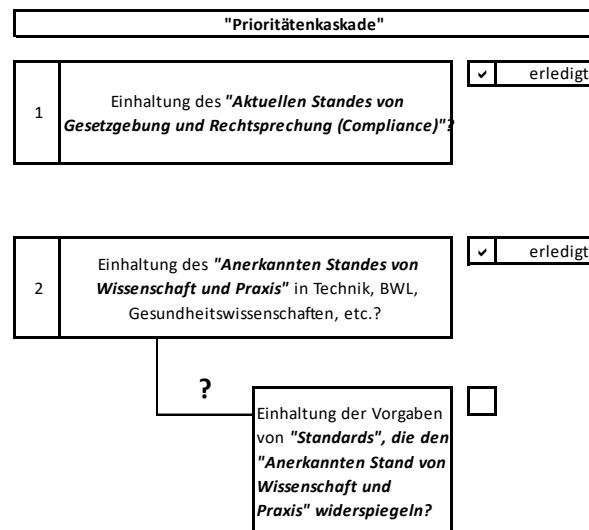 "Prioritätenkaskade"
1
Einhaltung des "Aktuellen Standes von
Gesetzgebung und Rechtsprechung (Compliance)"?
erledigt
2
Einhaltung des "Anerkannten Standes von
Wissenschaft und Praxis" in Technik, BWL,
Gesundheitswissenschaften, etc.?
erledigt
?
Einhaltung der Vorgaben
von "Standards", die den
"Anerkannten Stand von
Wissenschaft und
Praxis" widerspiegeln?